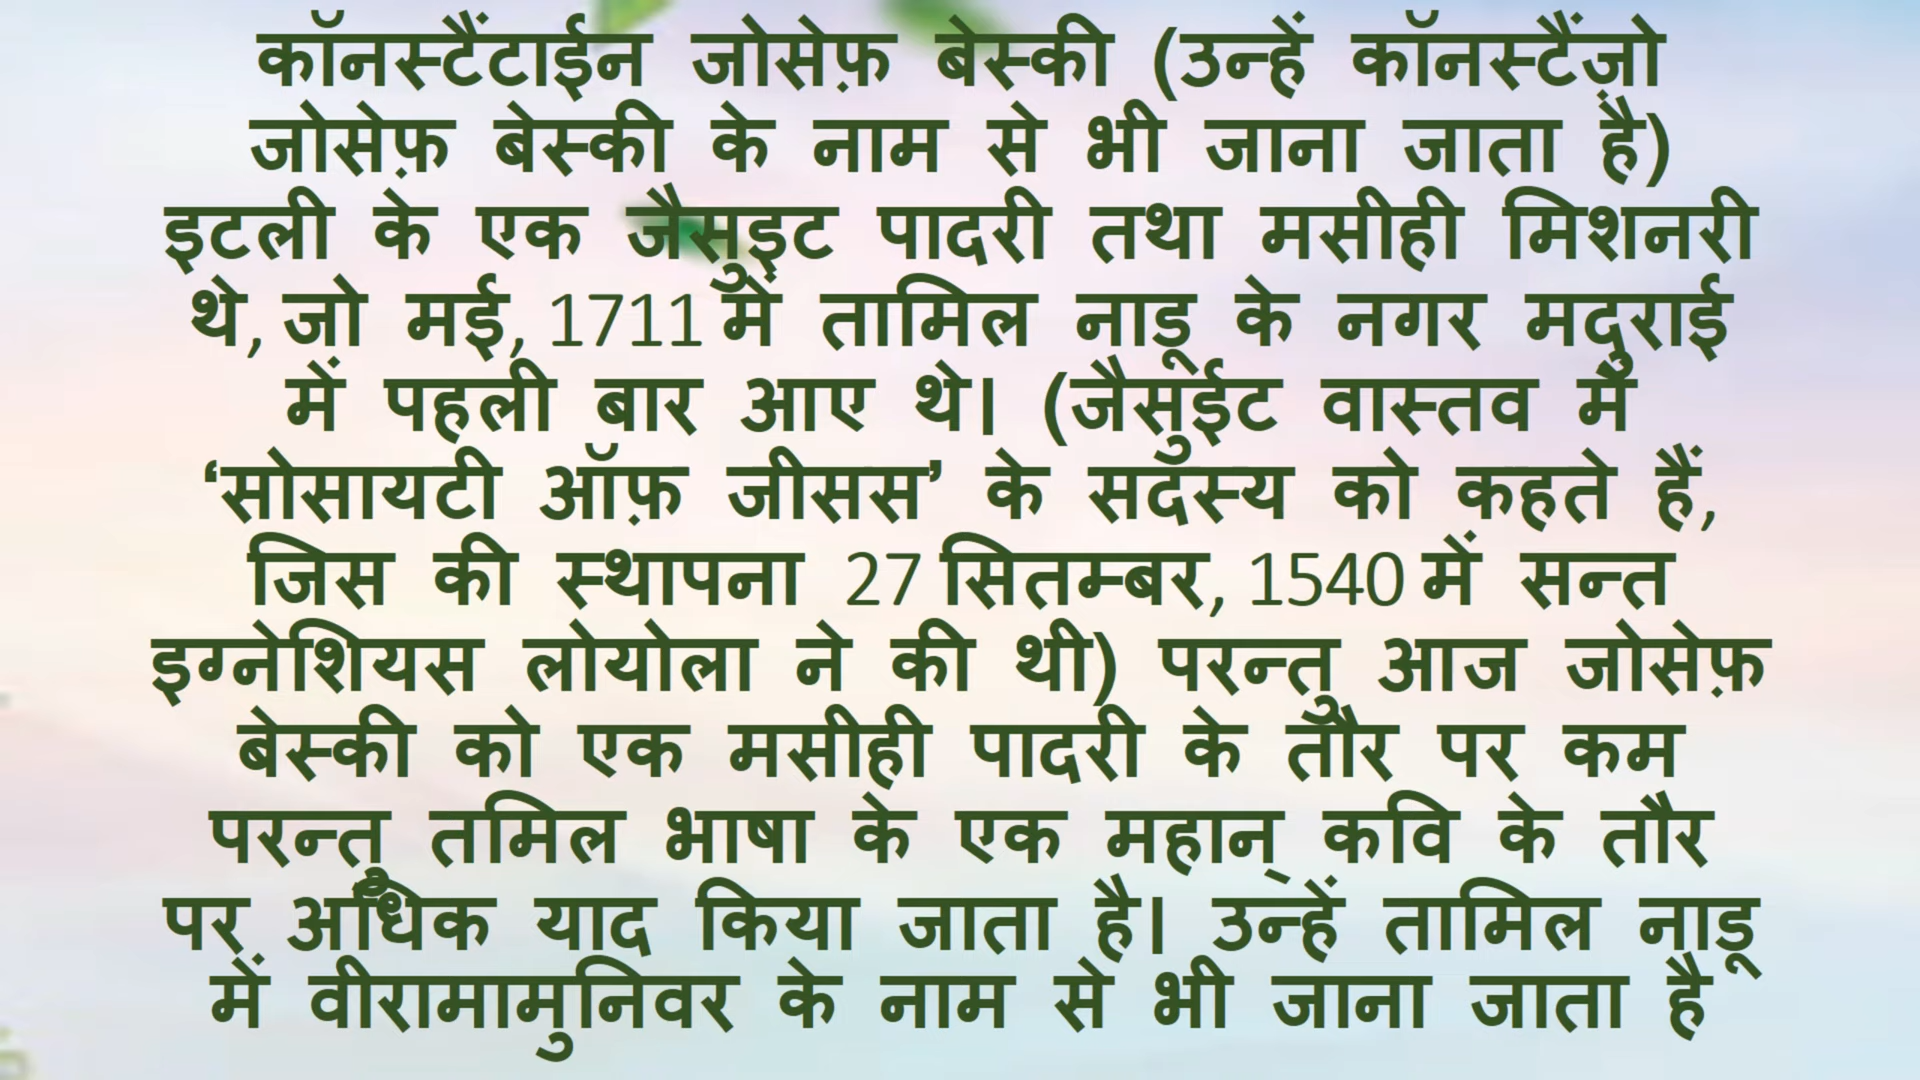 कॉनस्टैंटाईन जोसेफ़ बेस्की (उन्हें कॉनस्टैंज़ो
जोसेफ़ बेस्की के नाम से भी जाना जाता है)
इटली के एक जैसुइट पादरी तथा मसीही मिशनरी
थे, जो मई, 1711 में तामिल नाडू के नगर मदुराई
में पहली बार आए थे। (जैसुईट वास्तव में
‘सोसायटी ऑफ़ जीसस’ के सदस्य को कहते हैं,
जिस की स्थापना 27 सितम्बर, 1540 में सन्त
इग्नेशियस लोयोला ने की थी) परन्तु आज जोसेफ़
बेस्की को एक मसीही पादरी के तौर पर कम
परन्तु तमिल भाषा के एक महान् कवि के तौर
पर अधिक याद किया जाता है। उन्हें तामिल नाडू
में वीरामामुनिवर के नाम से भी जाना जाता है